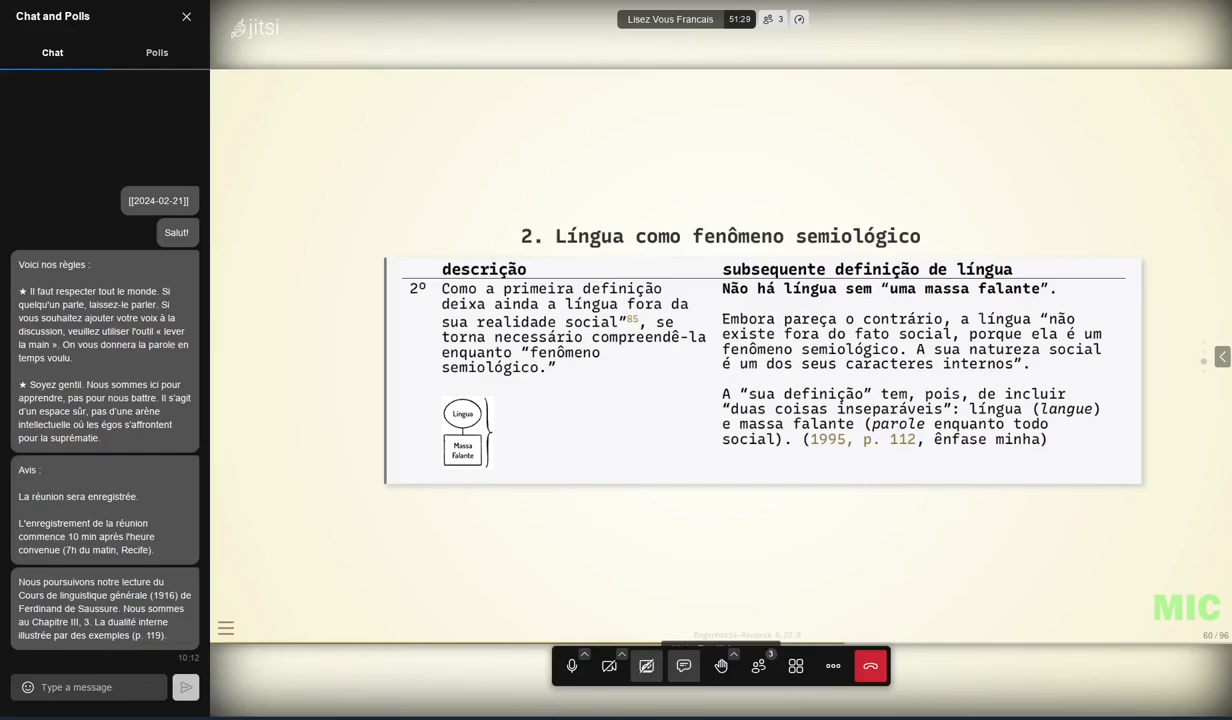 Chat and Polls
Chat
Polls
[[2024-02-21]]
Salut!
Voici nos règles :
★ Il faut respecter tout le monde. Si
quelqu'un parle, laissez-le parler. Si
vous souhaitez ajouter votre voix à la
discussion, veuillez utiliser l'outil « lever
la main ». On vous donnera la parole en
temps voulu.
★ Soyez gentil. Nous sommes ici pour
apprendre, pas pour nous battre. Il s'agit
d'un espace sûr, pas d'une arène
intellectuelle où les égos s'affrontent
pour la suprématie.
Avis :
La réunion sera enregistrée.
L'enregistrement de la réunion
commence 10 min après l'heure
convenue (7h du matin, Recife).
Nous poursuivons notre lecture du
Cours de linguistique générale (1916) de
Ferdinand de Saussure. Nous sommes
au Chapitre III, 3. La dualité interne
illustrée par des exemples (p. 119).
10:12
Type a message
jitsi
Lisez Vous Francais
51:29
3
2. Língua como fenômeno semiológico
descrição
subsequente definição de língua
2º
Como a primeira definição
deixa ainda a língua fora da
sua realidade social”85, se
torna necessário compreendê-la
enquanto “fenômeno
semiológico.”
Língua
Massa
Falante
Não há língua sem “uma massa falante”.
Embora pareça o contrário, a língua “não
existe fora do fato social, porque ela é um
fenômeno semiológico. A sua natureza social
é um dos seus caracteres internos”.
A “sua definição” tem, pois, de incluir
“duas coisas inseparáveis”: língua (langue)
e massa falante (parole enquanto todo
social). (1995, p. 112, ênfase minha)
MIC
Engenharia-Reversa 0.22.0
60 / 96
3